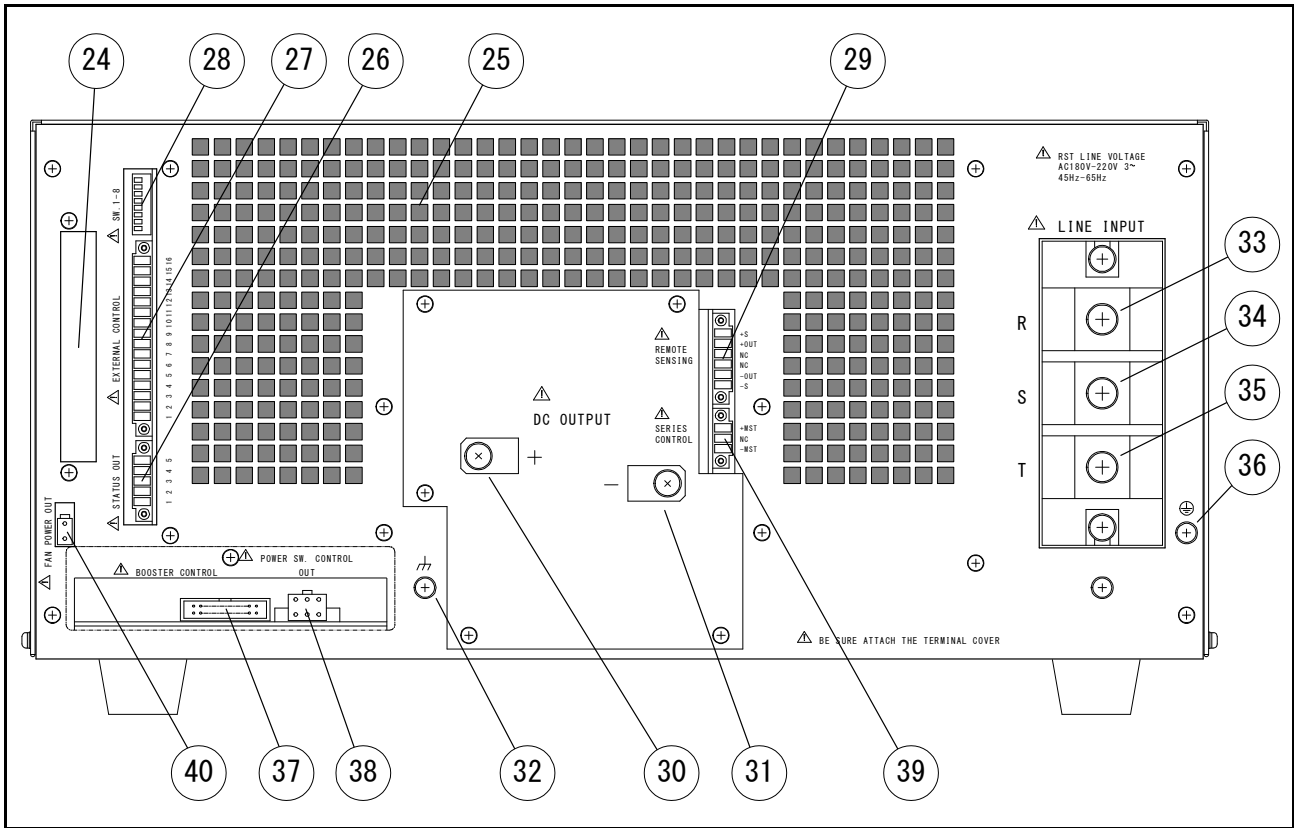 24
28
27
26
25
29
RST LINE VOLTAGE
AC180V-220V 3~
45Hz-65Hz
LINE INPUT
33
R
34
S
35
T
36
SW.1-8
EXTERNAL CONTROL
1 2 3 4 5 6 7 8 9 10 11 12 13 14 15 16
STATUS OUT
1 2 3 4 5
FAN POWER OUT
REMOTE
SENSING
+S
+OUT
NC
NC
-OUT
-S
DC OUTPUT
SERIES
CONTROL
+MST
NC
-MST
+
−
POWER SW. CONTROL
BOOSTER CONTROL
OUT
BE SURE ATTACH THE TERMINAL COVER
40
37
38
32
30
31
39